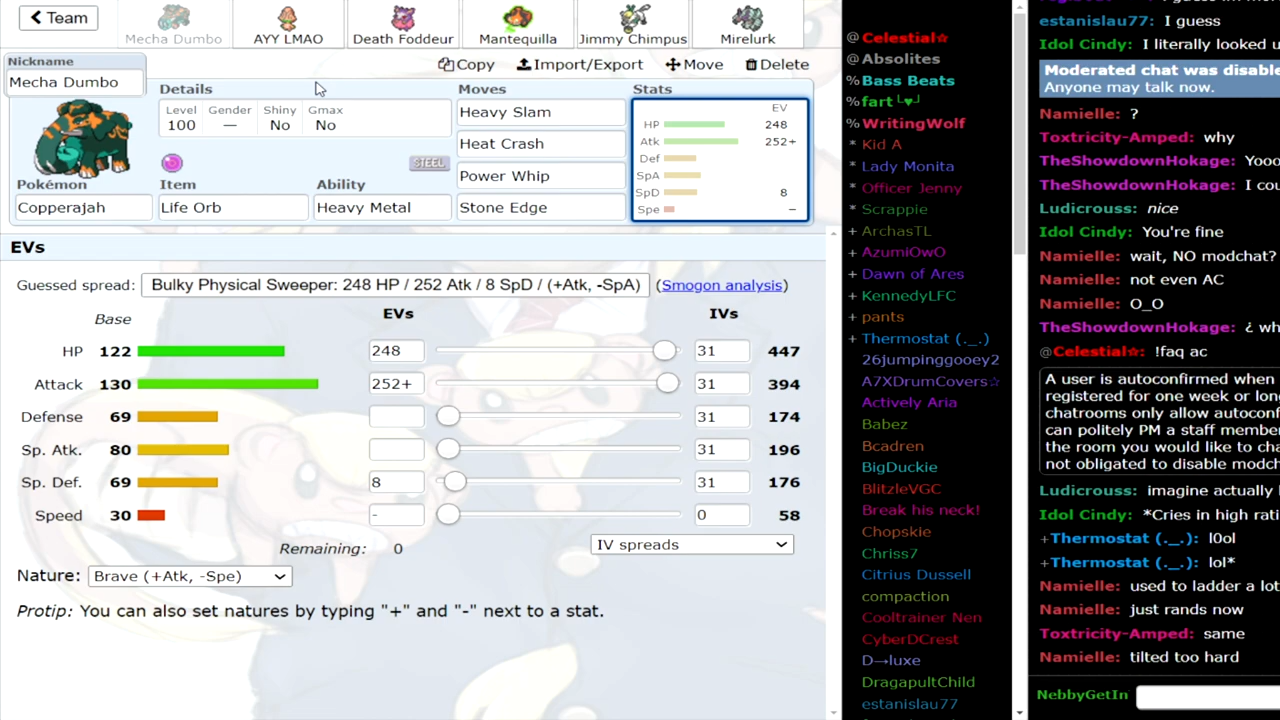 Team
Mecha Dumbo
AYY LMAO
Death Foddeur
Mantequilla
Jimmy Chimpus
Mirelurk
Nickname
Mecha Dumbo
Copy
Import/Export
Move
Delete
Details
Level
100
Gender
—
Shiny
No
Gmax
No
STEEL
Pokémon
Copperajah
Item
Life Orb
Ability
Heavy Metal
Moves
Heavy Slam
Heat Crash
Power Whip
Stone Edge
Stats
EV
HP 248
Atk 252+
Def
SpA
SpD 8
Spe −
EVs
Guessed spread: Bulky Physical Sweeper: 248 HP / 252 Atk / 8 SpD / (+Atk, -SpA) (Smogon analysis)
Base EVs IVs
HP 122 248 31 447
Attack 130 252+ 31 394
Defense 69 31 174
Sp. Atk. 80 31 196
Sp. Def. 69 8 31 176
Speed 30 - 0 58
Remaining: 0
IV spreads
Nature: Brave (+Atk, -Spe)
Protip: You can also set natures by typing "+" and "-" next to a stat.
@Celestial☆
@Absolites
%Bass Beats
%fart └♥┘
%WritingWolf
*Kid A
*Lady Monita
*Officer Jenny
*Scrappie
+ArchasTL
+AzumiOwO
+Dawn of Ares
+KennedyLFC
+pants
+Thermostat (._.)
26jumpinggooey2
A7XDrumCovers☆
Actively Aria
Babez
Bcadren
BigDuckie
BlitzleVGC
Break his neck!
Chopskie
Chriss7
Citrius Dussell
compaction
Cooltrainer Nen
CyberDCrest
D→luxe
DragapultChild
estanislau77
estanislau77: I guess
Idol Cindy: I literally looked u
Moderated chat was disable
Anyone may talk now.
Namielle: ?
Toxtricity-Amped: why
TheShowdownHokage: Yooo
TheShowdownHokage: I cou
Ludicrouss: nice
Idol Cindy: You're fine
Namielle: wait, NO modchat?
Namielle: not even AC
Namielle: O_O
TheShowdownHokage: ¿ wh
@Celestial☆: !faq ac
A user is autoconfirmed when
registered for one week or long
chatrooms only allow autoconfi
can politely PM a staff member
the room you would like to cha
not obligated to disable modch
Ludicrouss: imagine actually l
Idol Cindy: *Cries in high rati
+Thermostat (._.): l0ol
+Thermostat (._.): lol*
Namielle: used to ladder a lot
Namielle: just rands now
Toxtricity-Amped: same
Namielle: tilted too hard
NebbyGetIn